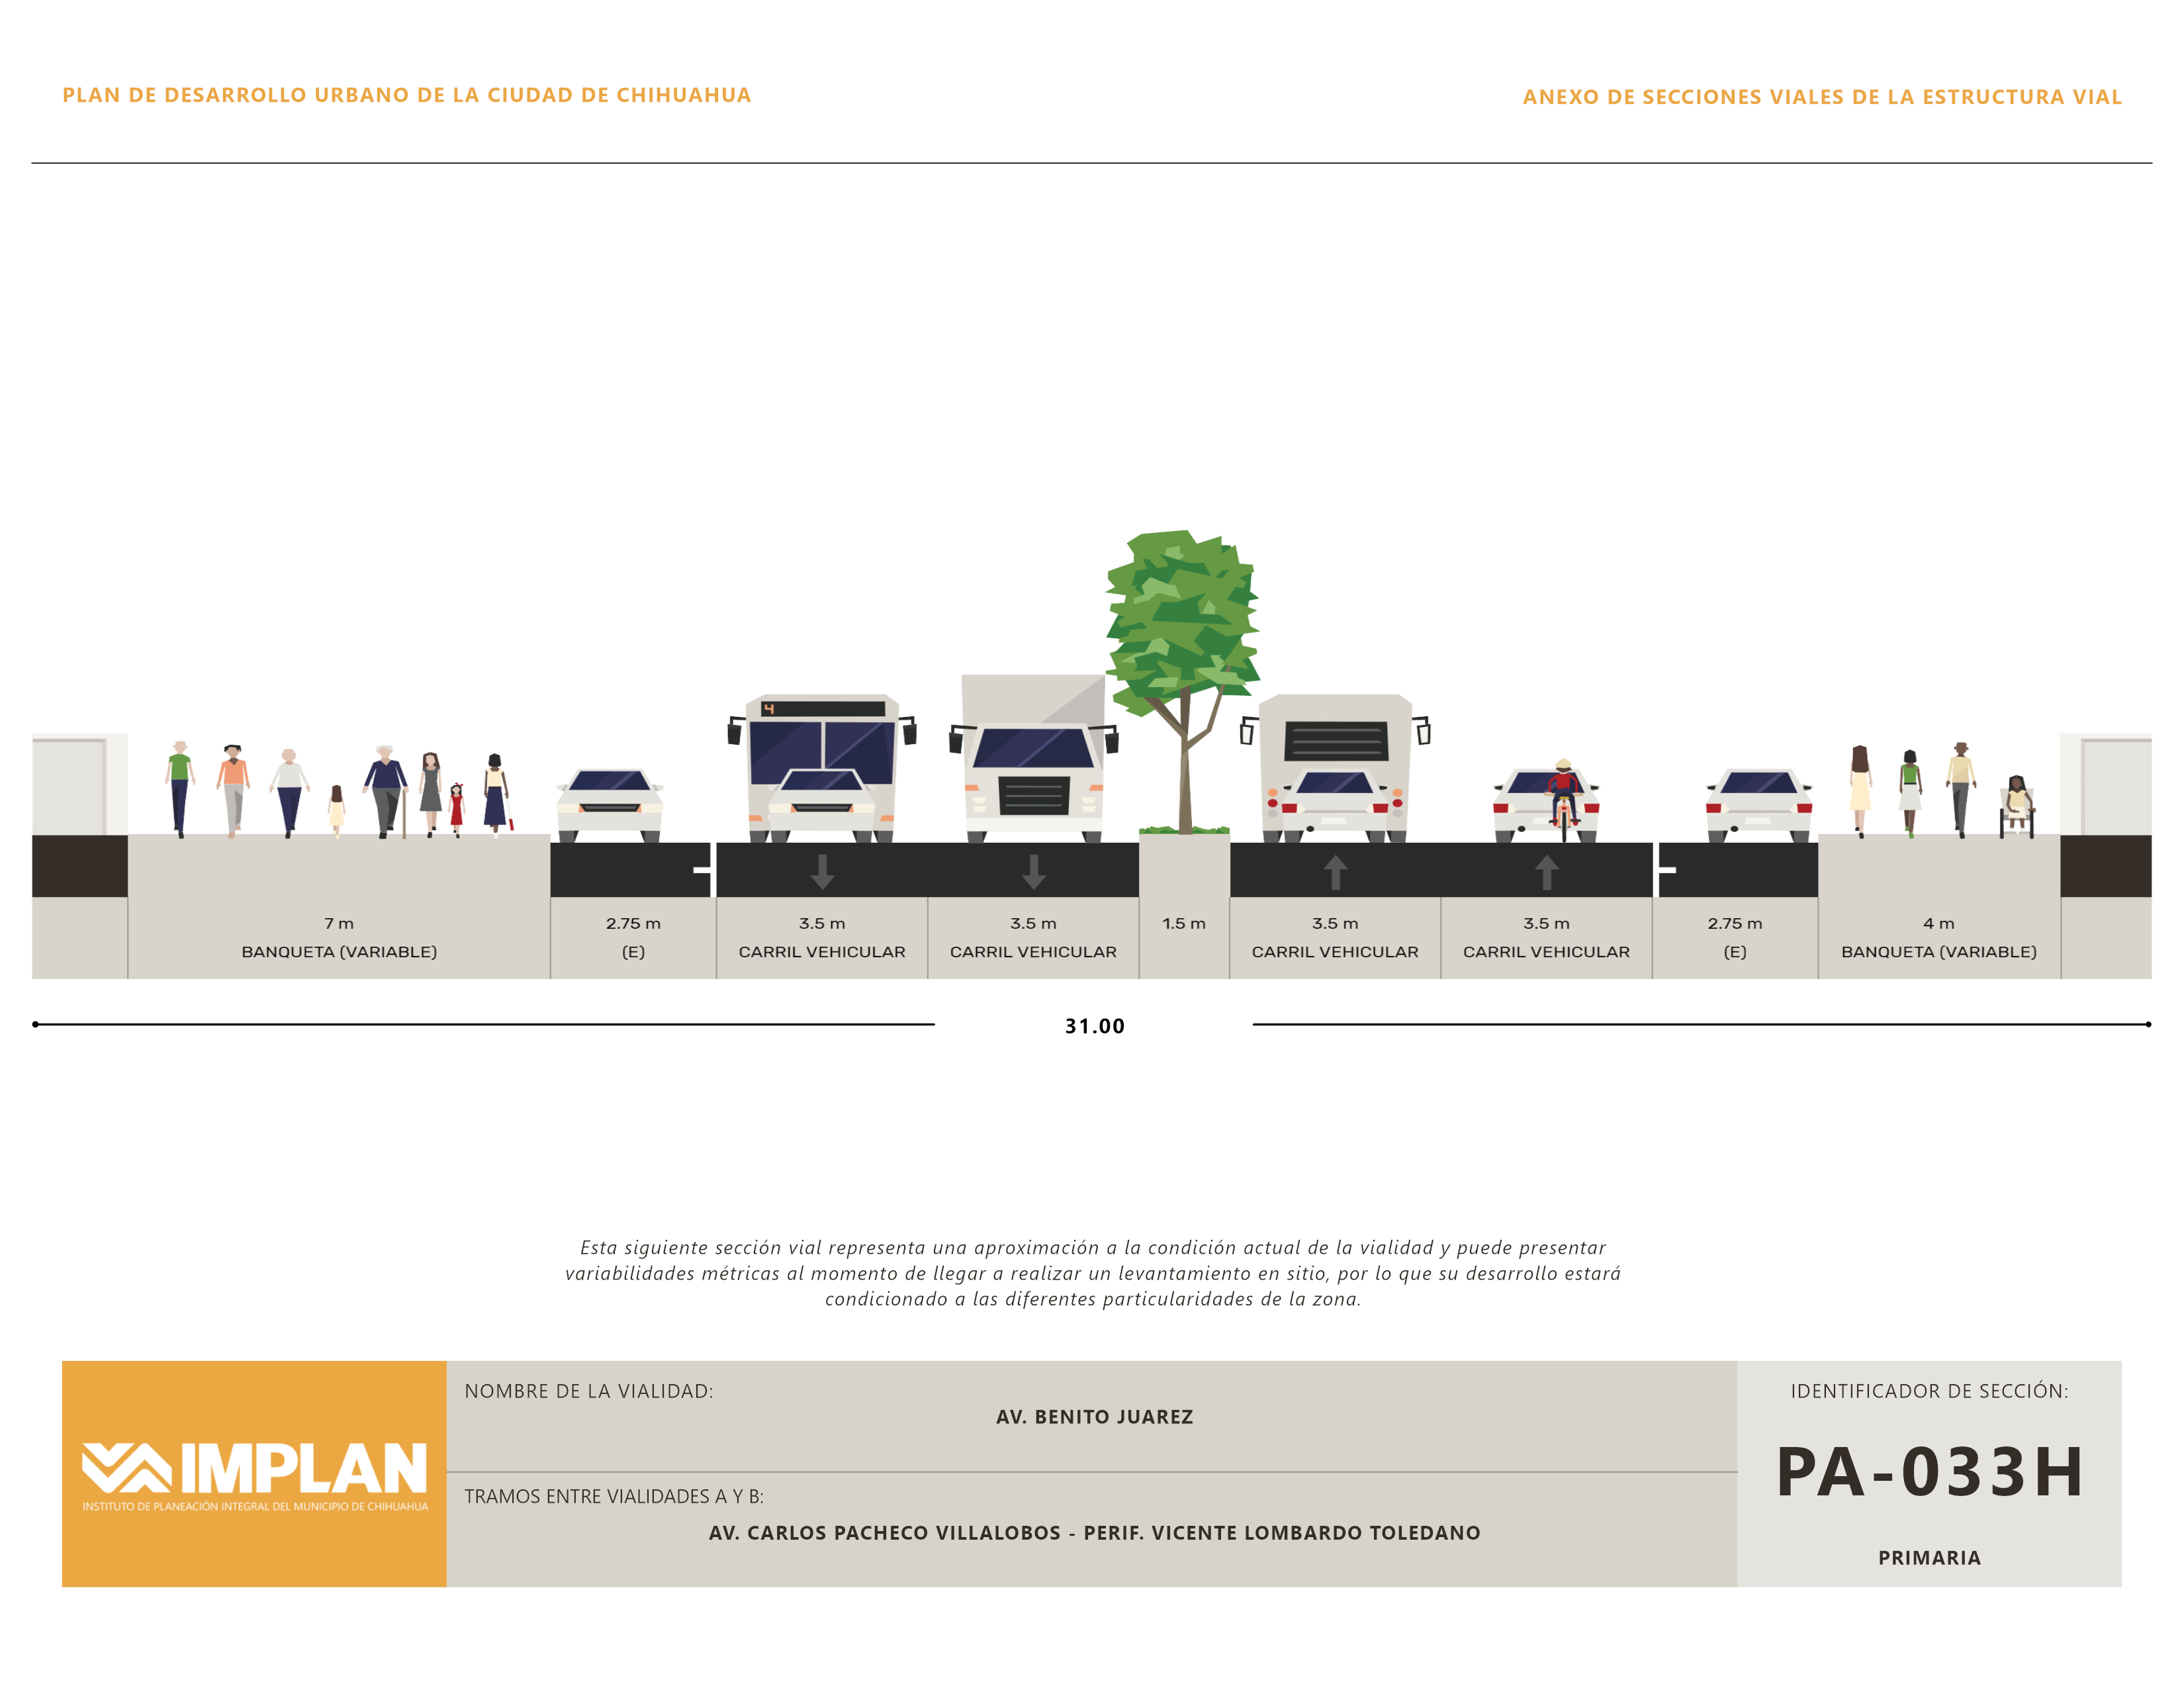 PLAN DE DESARROLLO URBANO DE LA CIUDAD DE CHIHUAHUA
ANEXO DE SECCIONES VIALES DE LA ESTRUCTURA VIAL
4
7 m
BANQUETA (VARIABLE)
2.75 m
(E)
3.5 m
CARRIL VEHICULAR
3.5 m
CARRIL VEHICULAR
1.5 m
3.5 m
CARRIL VEHICULAR
3.5 m
CARRIL VEHICULAR
2.75 m
(E)
4 m
BANQUETA (VARIABLE)
31.00
Esta siguiente sección vial representa una aproximación a la condición actual de la vialidad y puede presentar
variabilidades métricas al momento de llegar a realizar un levantamiento en sitio, por lo que su desarrollo estará
condicionado a las diferentes particularidades de la zona.
IMPLAN
INSTITUTO DE PLANEACIÓN INTEGRAL DEL MUNICIPIO DE CHIHUAHUA
NOMBRE DE LA VIALIDAD:
AV. BENITO JUAREZ
TRAMOS ENTRE VIALIDADES A Y B:
AV. CARLOS PACHECO VILLALOBOS - PERIF. VICENTE LOMBARDO TOLEDANO
IDENTIFICADOR DE SECCIÓN:
PA-033H
PRIMARIA